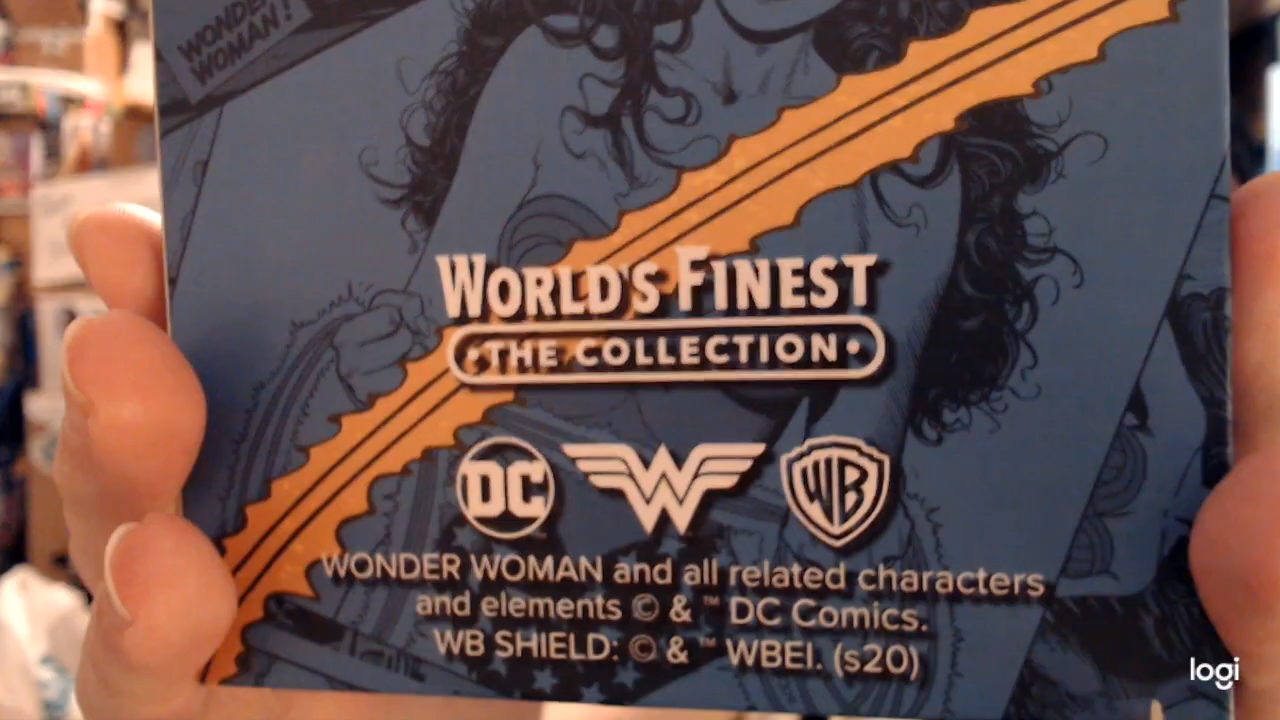 WONDER
WOMAN!
WORLD'S FINEST
•THE COLLECTION•
DC W WB
WONDER WOMAN and all related characters
and elements © & ™ DC Comics.
WB SHIELD: © & ™ WBEI. (s20)
logi